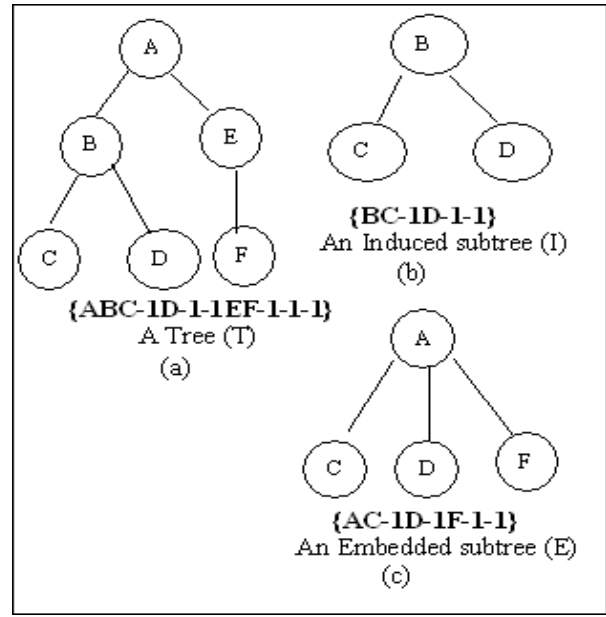 A
B
E
C
D
F
{ABC-1D-1-1EF-1-1-1}
A Tree (T)
(a)
B
C
D
{BC-1D-1-1}
An Induced subtree (I)
(b)
A
C
D
F
{AC-1D-1F-1-1}
An Embedded subtree (E)
(c)